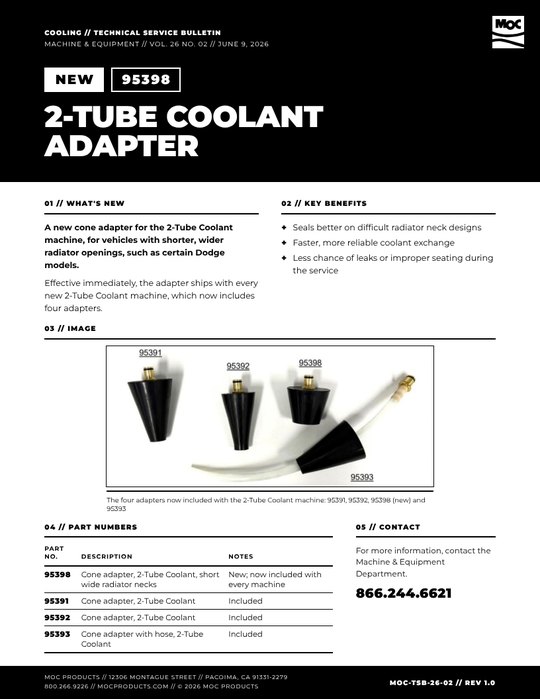 COOLING // TECHNICAL SERVICE BULLETIN
MACHINE & EQUIPMENT // VOL. 26 NO. 02 // JUNE 9, 2026
MOC
NEW
95398
2-TUBE COOLANT
ADAPTER
01 // WHAT'S NEW
A new cone adapter for the 2-Tube Coolant
machine, for vehicles with shorter, wider
radiator openings, such as certain Dodge
models.
Effective immediately, the adapter ships with every
new 2-Tube Coolant machine, which now includes
four adapters.
02 // KEY BENEFITS
Seals better on difficult radiator neck designs
Faster, more reliable coolant exchange
Less chance of leaks or improper seating during
the service
03 // IMAGE
95391
95392
95398
95393
The four adapters now included with the 2-Tube Coolant machine: 95391, 95392, 95398 (new) and
95393
04 // PART NUMBERS
PART
NO.
DESCRIPTION
NOTES
95398
Cone adapter, 2-Tube Coolant, short
wide radiator necks
New; now included with
every machine
95391
Cone adapter, 2-Tube Coolant
Included
95392
Cone adapter, 2-Tube Coolant
Included
95393
Cone adapter with hose, 2-Tube
Coolant
Included
05 // CONTACT
For more information, contact the
Machine & Equipment
Department.
866.244.6621
MOC PRODUCTS // 12306 MONTAGUE STREET // PACOIMA, CA 91331-2279
800.266.9226 // MOCPRODUCTS.COM // © 2026 MOC PRODUCTS
MOC-TSB-26-02 // REV 1.0